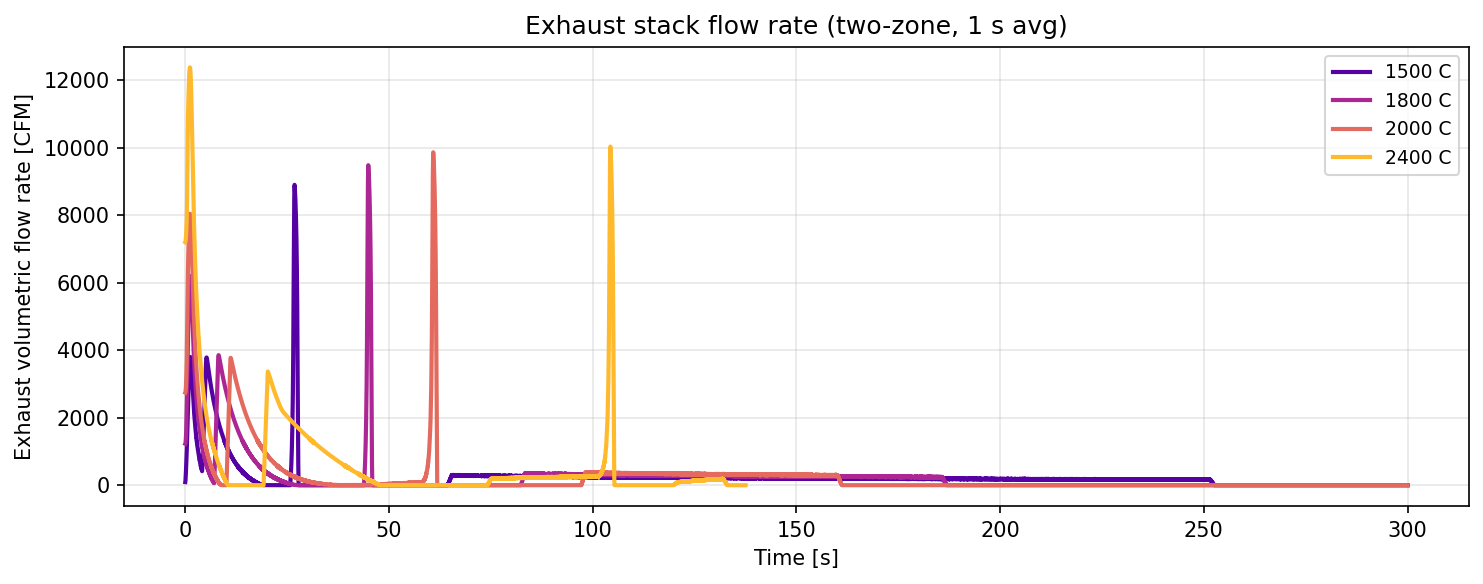 Exhaust stack flow rate (two-zone, 1 s avg)
Exhaust volumetric flow rate [CFM]
12000
10000
8000
6000
4000
2000
0
1500 C
1800 C
2000 C
2400 C
0 50 100 150 200 250 300
Time [s]